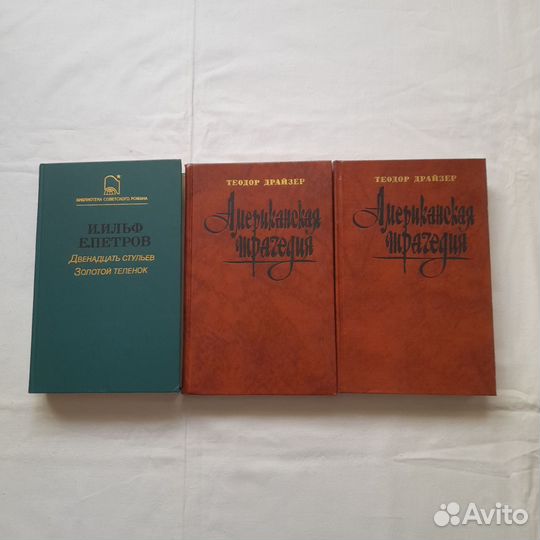 БИБЛИОТЕКА СОВЕТСКОГО РОМАНА
И.ИЛЬФ
Е.ПЕТРОВ
ДВЕНАДЦАТЬ СТУЛЬЕВ
ЗОЛОТОЙ ТЕЛЕНОК
ТЕОДОР ДРАЙЗЕР
Американская
трагедия
ТЕОДОР ДРАЙЗЕР
Американская
трагедия
Avito